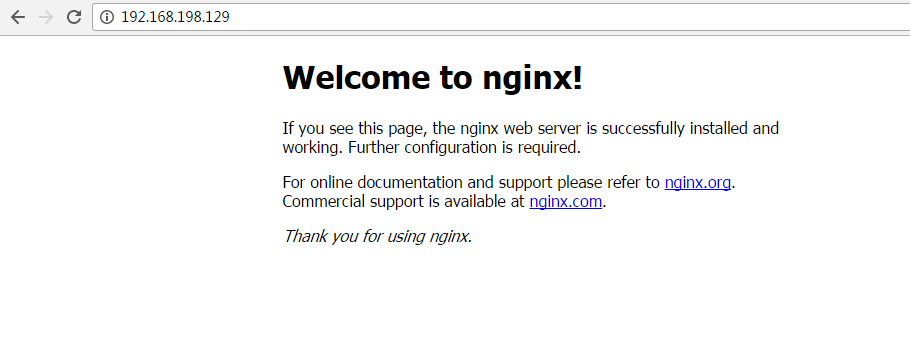 192.168.198.129
Welcome to nginx!
If you see this page, the nginx web server is successfully installed and
working. Further configuration is required.
For online documentation and support please refer to nginx.org.
Commercial support is available at nginx.com.
Thank you for using nginx.